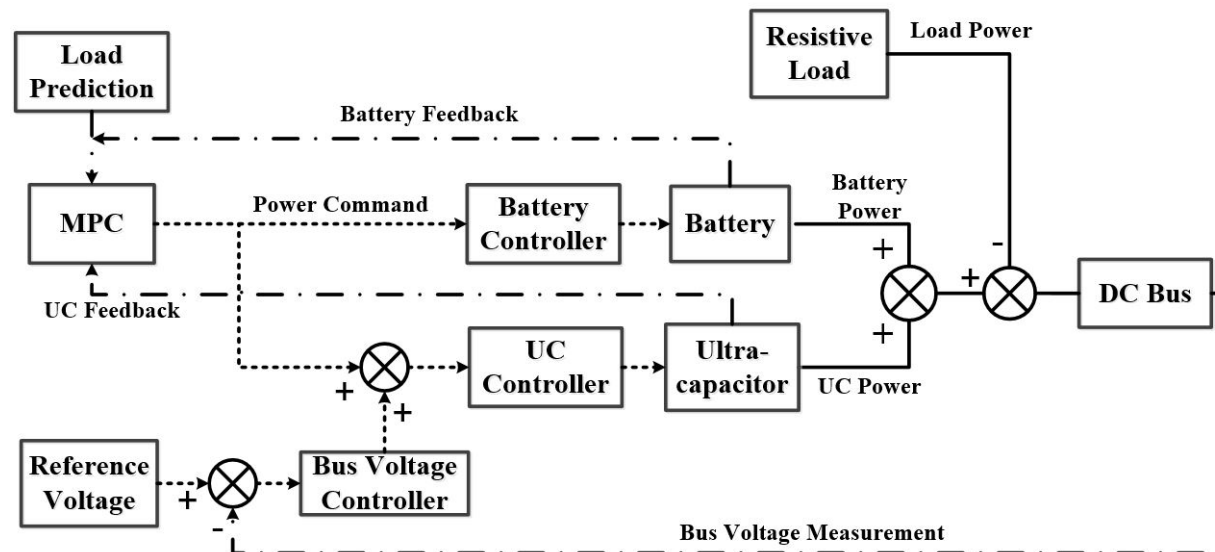 Load
Prediction
Resistive
Load
Load Power
Battery Feedback
MPC
Power Command
Battery
Controller
Battery
Battery
Power
+
-
+
DC Bus
UC Feedback
+
UC
Controller
Ultra-
capacitor
UC Power
+
+
Reference
Voltage
+
-
Bus Voltage
Controller
Bus Voltage Measurement